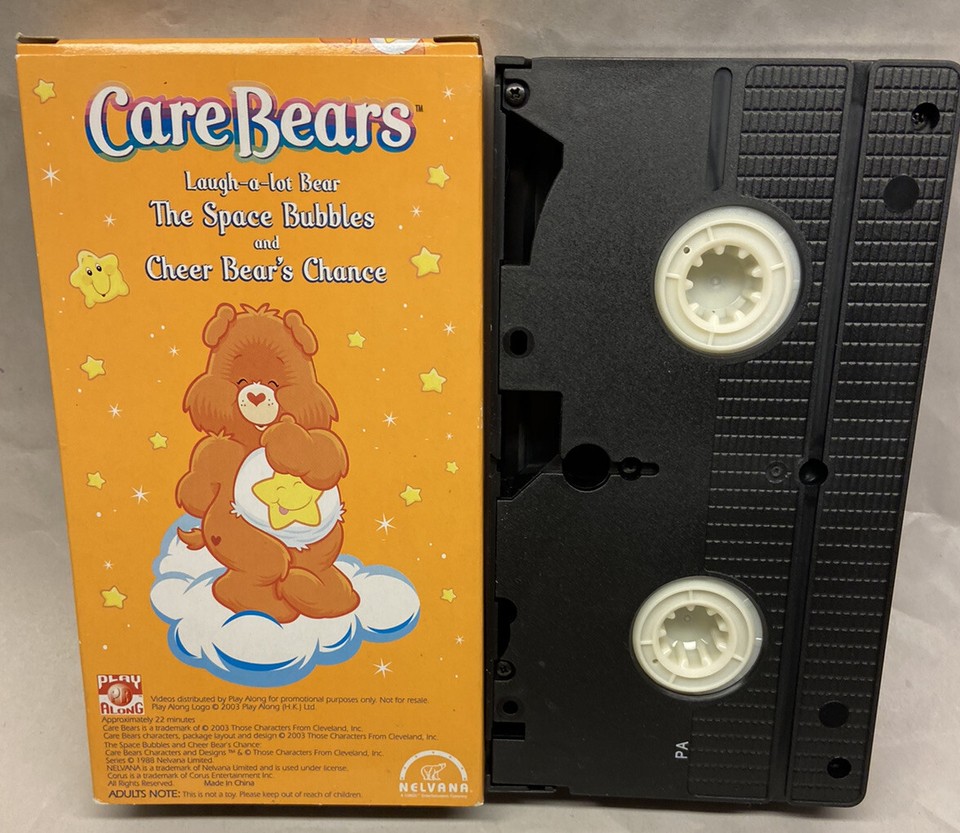 Care Bears™
Laugh-a-lot Bear
The Space Bubbles
and
Cheer Bear's Chance
PLAY
ALONG
Videos distributed by Play Along for promotional purposes only. Not for resale.
Play Along Logo © 2003 Play Along (H.K.) Ltd
Approximately 22 minutes
Care Bears is a trademark of © 2003 Those Characters From Cleveland, Inc.
Care Bears characters, package layout and design © 2003 Those Characters From Cleveland, Inc.
The Space Bubbles and Cheer Bear's Chance:
Care Bears Characters and Designs ™ & © Those Characters From Cleveland, Inc.
Series © 1988 Nelvana Limited.
NELVANA is a trademark of Nelvana Limited and is used under license.
Corus is a trademark of Corus Entertainment Inc.
All Rights Reserved. Made in China
ADULTS NOTE: This is not a toy. Please keep out of reach of children.
NELVANA
PA